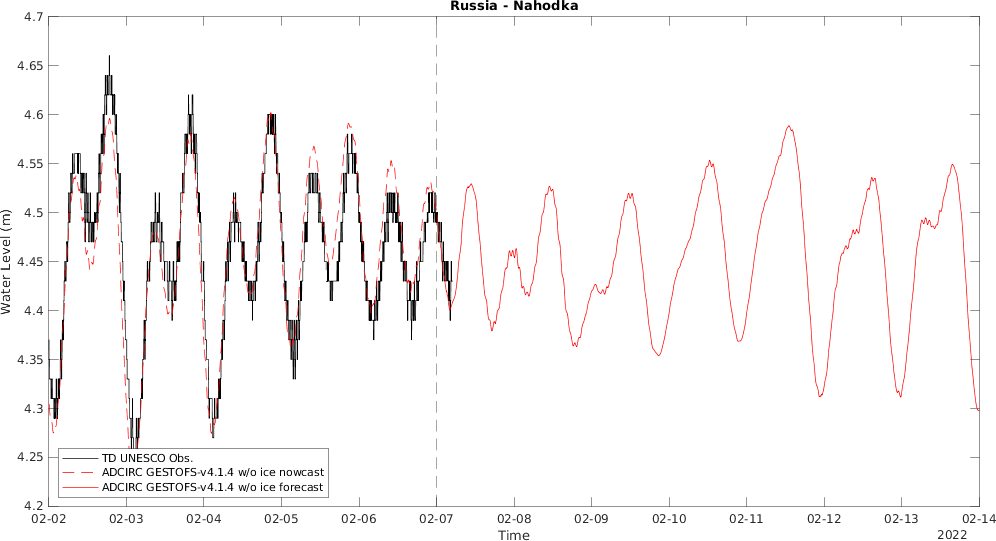 Russia - Nahodka
4.7
4.65
4.6
4.55
4.5
4.45
4.4
4.35
4.3
4.25
4.2
Water Level (m)
TD UNESCO Obs.
ADCIRC GESTOFS-v4.1.4 w/o ice nowcast
ADCIRC GESTOFS-v4.1.4 w/o ice forecast
02-02 02-03 02-04 02-05 02-06 02-07 02-08 02-09 02-10 02-11 02-12 02-13 02-14
Time
2022